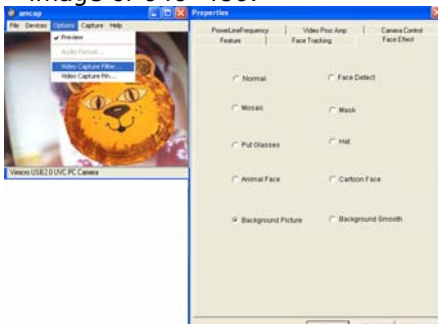 image of 640*480.
amcap
File Devices Options Capture Help
Preview
Audio Format...
Video Capture Filter...
Video Capture Pin...
Vimicro USB2.0 UVC PC Camera
Properties
PowerLineFrequency Video Proc Amp Camera Control
Feature Face Tracking Face Effect
Normal Face Detect
Mosaic Mask
Put Glasses Hat
Animal Face Cartoon Face
Background Picture Background Smooth